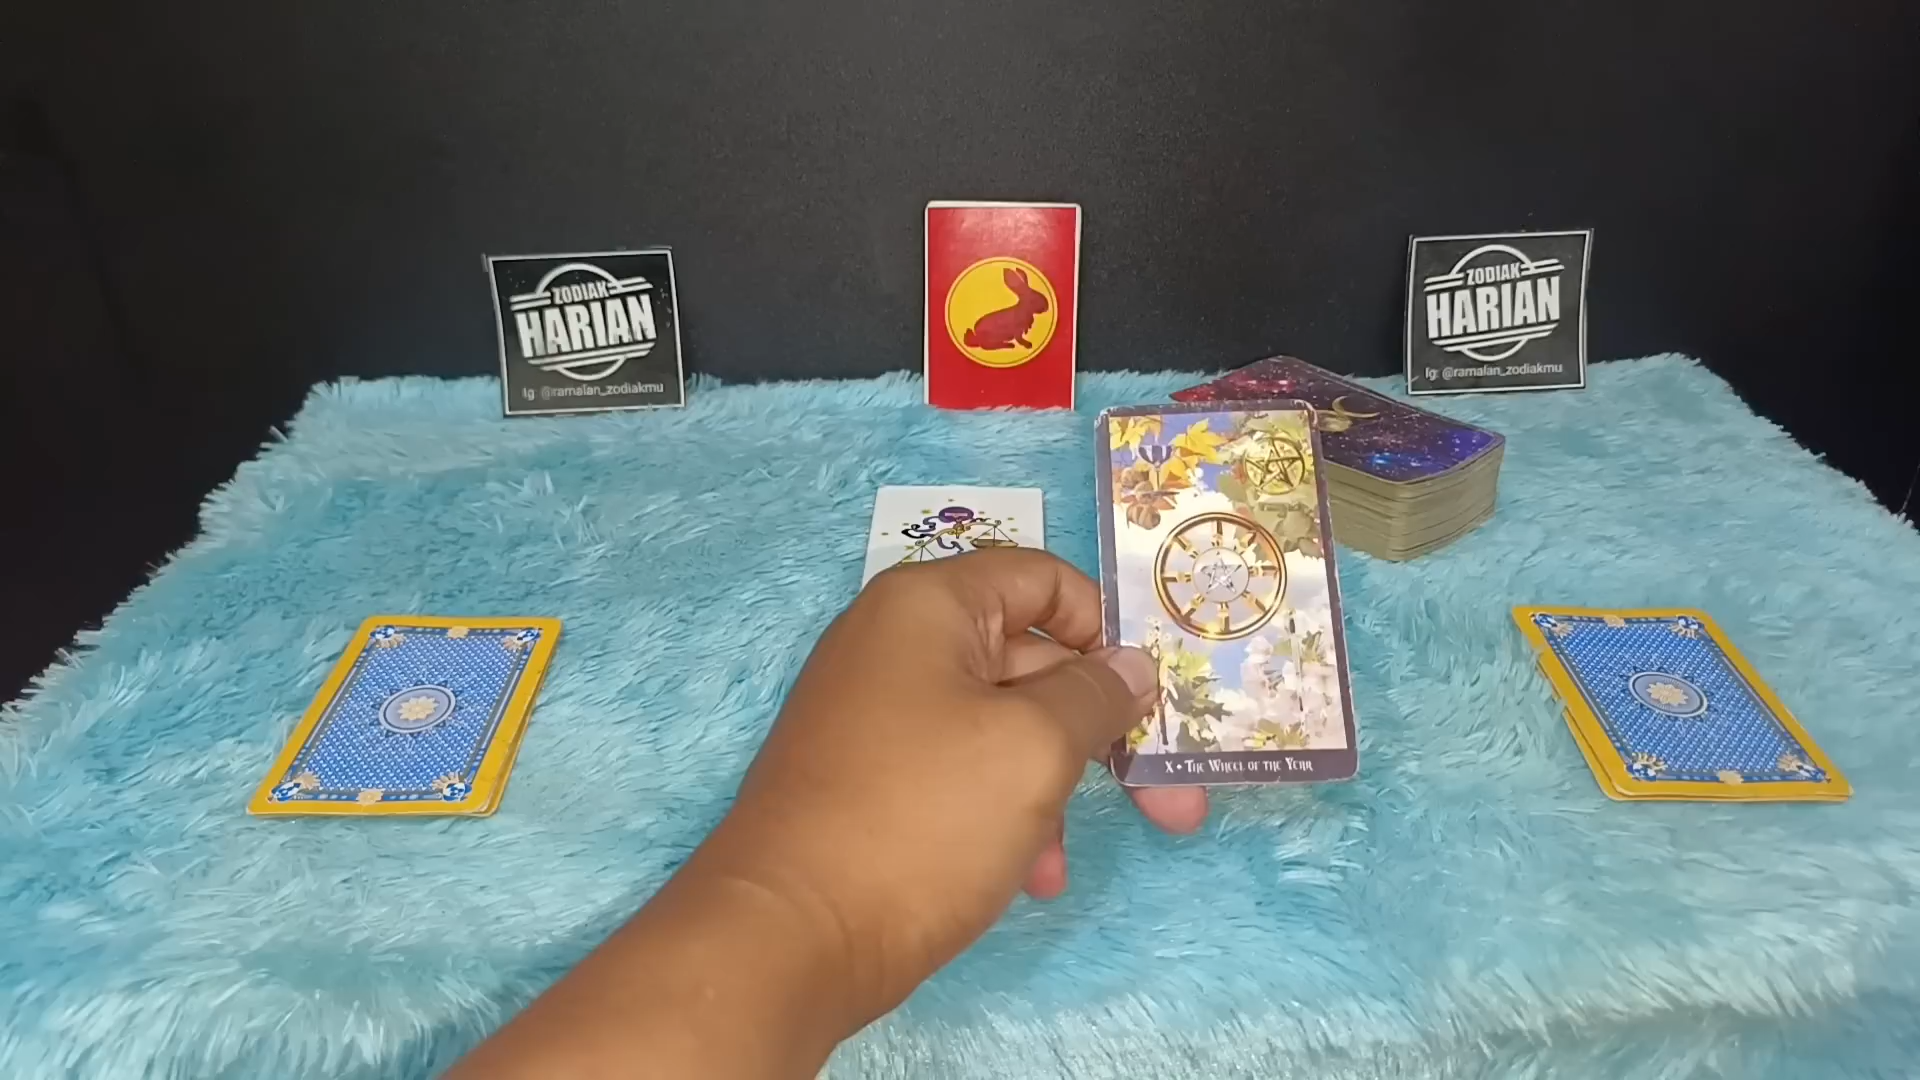 ZODIAK
HARIAN
Ig: @ramalan_zodiakmu
ZODIAK
HARIAN
Ig: @ramalan_zodiakmu
X • The Wheel of the Year